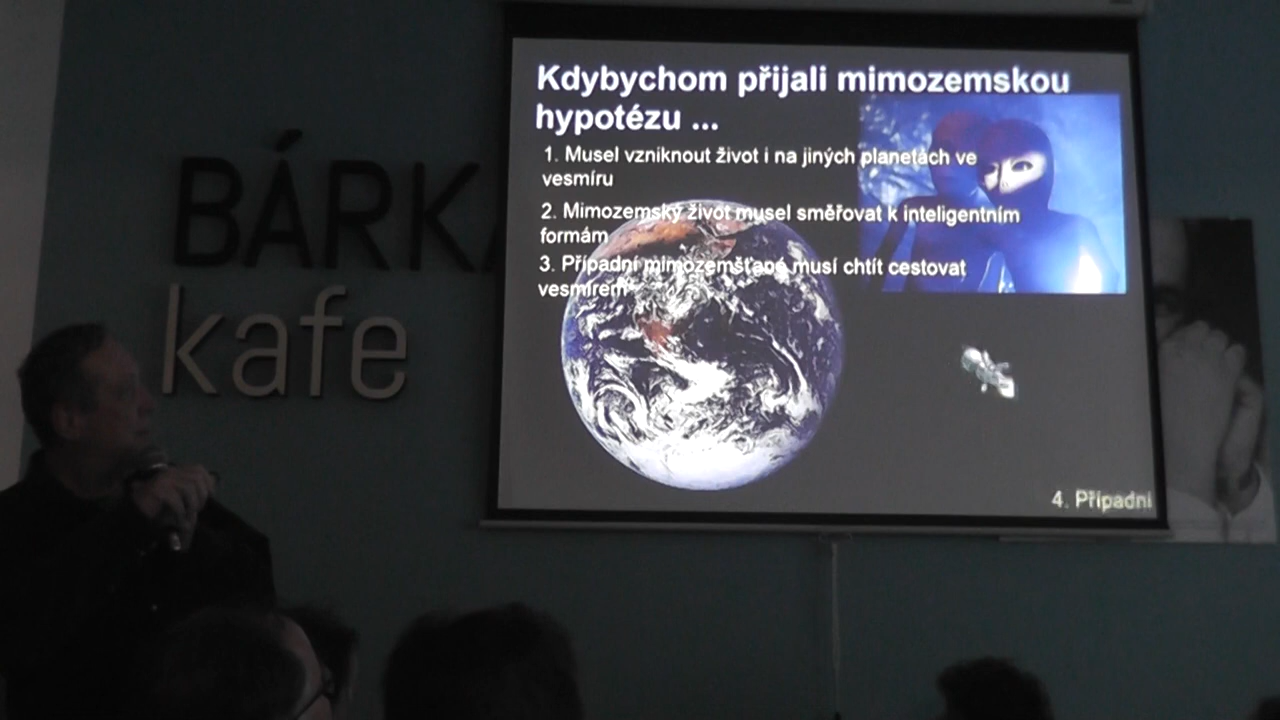 BÁRKA
kafe
Kdybychom přijali mimozemskou
hypotézu ...
1. Musel vzniknout život i na jiných planetách ve
vesmíru
2. Mimozemský život musel směřovat k inteligentním
formám
3. Případní mimozemšťané musí chtít cestovat
vesmírem
4. Případní